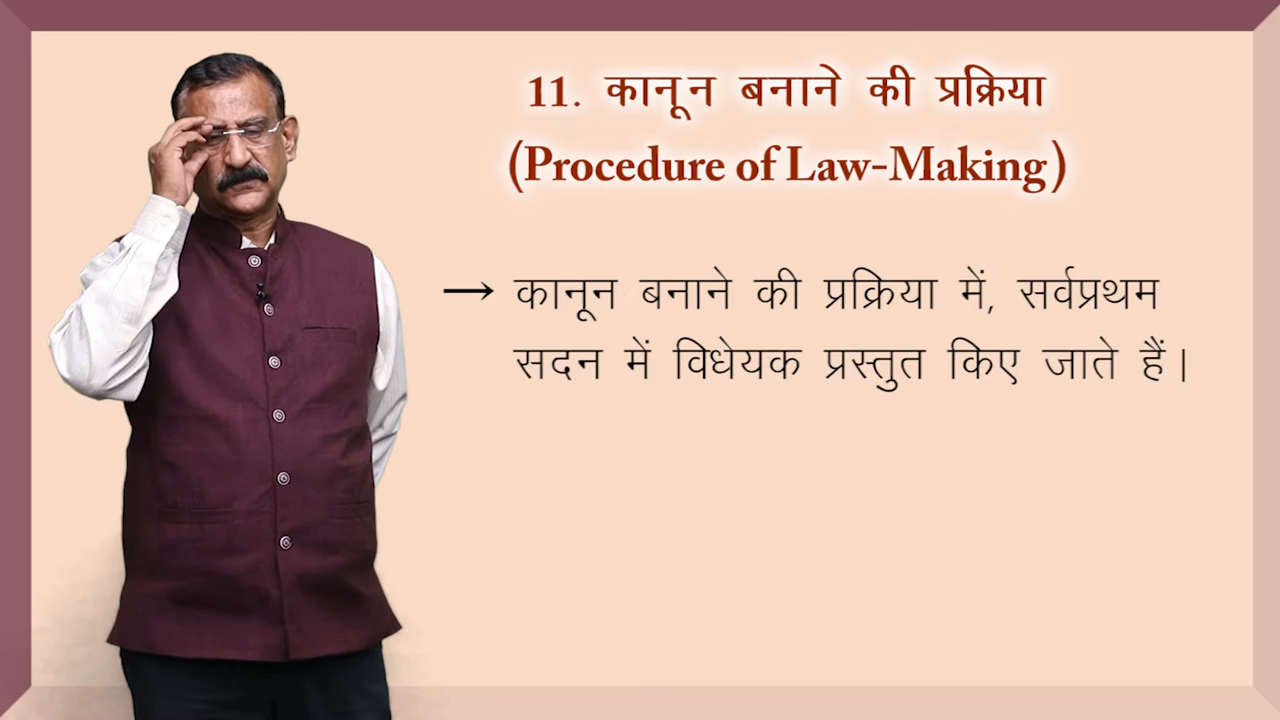 11. कानून बनाने की प्रक्रिया
(Procedure of Law-Making)
→ कानून बनाने की प्रक्रिया में, सर्वप्रथम
सदन में विधेयक प्रस्तुत किए जाते हैं।